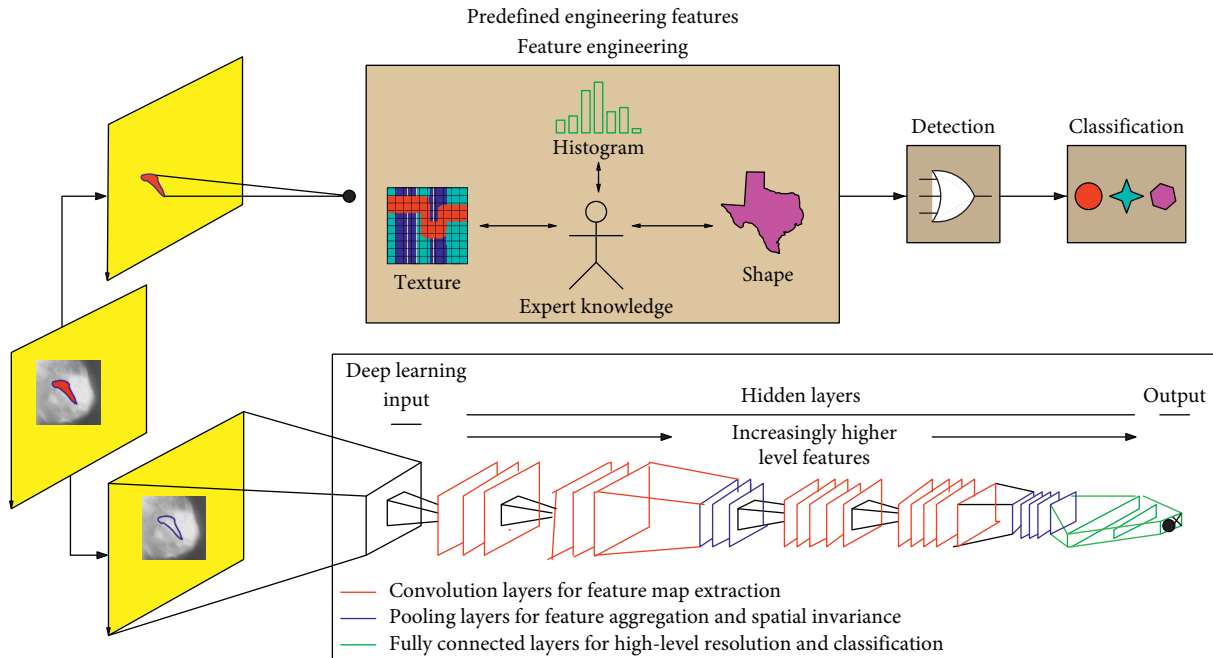 Predefined engineering features
Feature engineering
Histogram
Texture
Shape
Expert knowledge
Detection
Classification
Deep learning
input
Hidden layers
Output
Increasingly higher
level features
Convolution layers for feature map extraction
Pooling layers for feature aggregation and spatial invariance
Fully connected layers for high-level resolution and classification